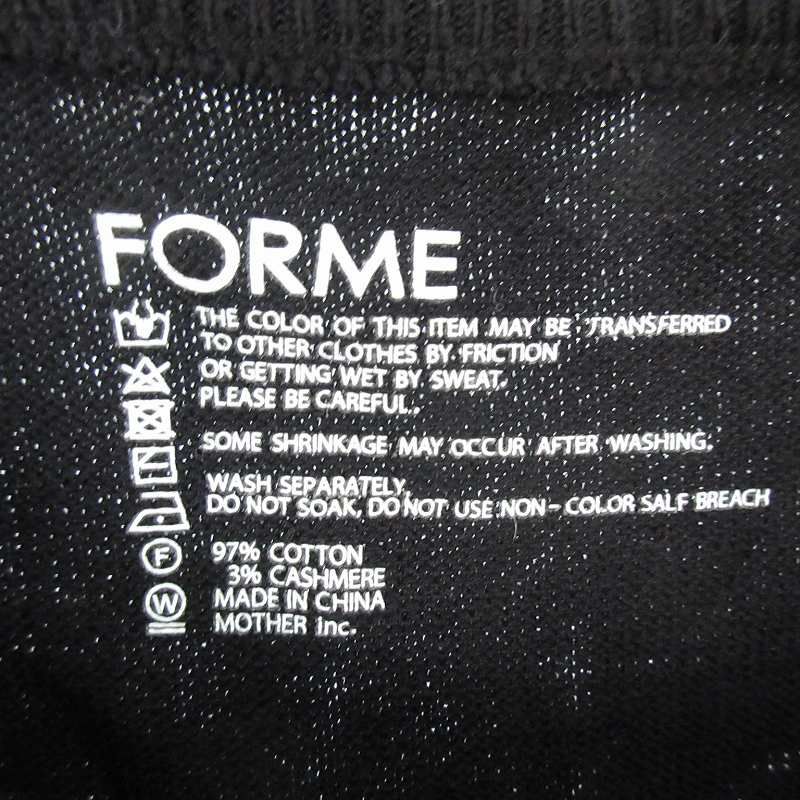 FORME
THE COLOR OF THIS ITEM MAY BE TRANSFERRED
TO OTHER CLOTHES BY FRICTION
OR GETTING WET BY SWEAT.
PLEASE BE CAREFUL.
SOME SHRINKAGE MAY OCCUR AFTER WASHING.
WASH SEPARATELY.
DO NOT SOAK. DO NOT USE NON-COLOR SALF BREACH
F 97% COTTON
3% CASHMERE
W MADE IN CHINA
MOTHER Inc.